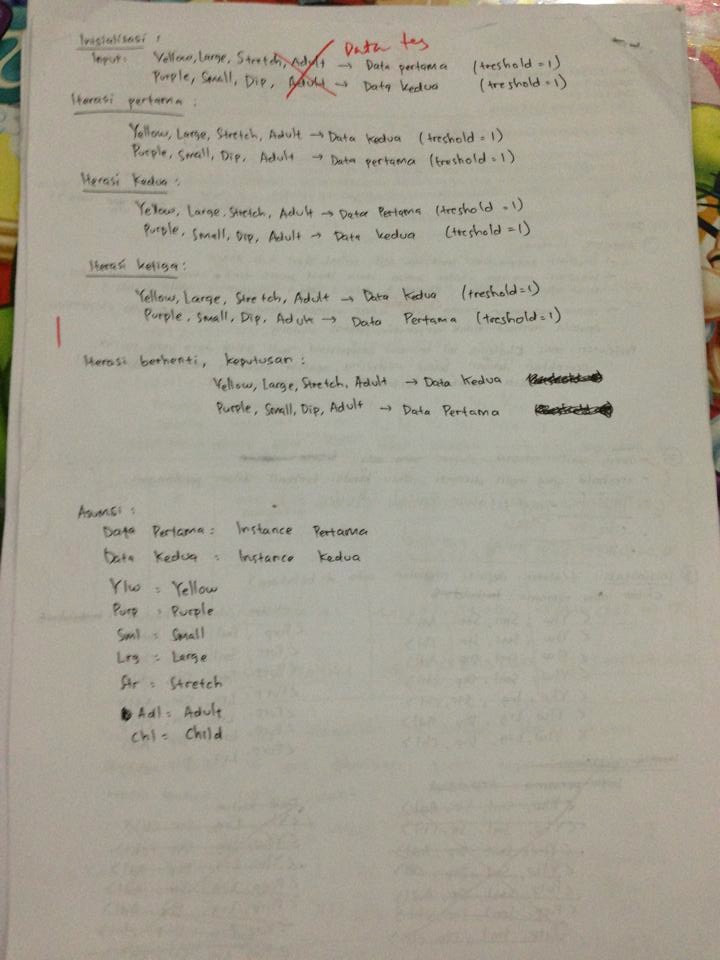 Inisialisasi :
Data tes
Input: Yellow, Large, Stretch, Adult → Data pertama (treshold = 1)
Purple, Small, Dip, Adult → Data kedua (treshold = 1)
Iterasi pertama :
Yellow, Large, Stretch, Adult → Data kedua (treshold = 1)
Purple, Small, Dip, Adult → Data pertama (treshold = 1)
Iterasi Kedua :
Yellow, Large, Stretch, Adult → Data Pertama (treshold = 1)
Purple, Small, Dip, Adult → Data kedua (treshold = 1)
Iterasi ketiga :
Yellow, Large, Stretch, Adult → Data Kedua (treshold = 1)
Purple, Small, Dip, Adult → Data Pertama (treshold = 1)
Iterasi berhenti, keputusan :
Yellow, Large, Stretch, Adult → Data Kedua
Purple, Small, Dip, Adult → Data Pertama
Asumsi :
Data Pertama = Instance Pertama
Data Kedua = Instance Kedua
Ylw = Yellow
Purp = Purple
Sml = Small
Lrg = Large
Str = Stretch
Adl = Adult
Chl = Child